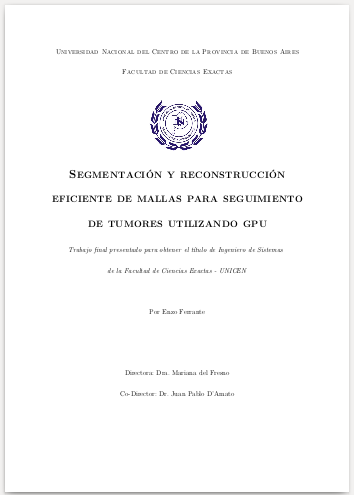 Universidad Nacional del Centro de la Provincia de Buenos Aires
Facultad de Ciencias Exactas
Segmentación y reconstrucción
eficiente de mallas para seguimiento
de tumores utilizando gpu
Trabajo final presentado para obtener el título de Ingeniero de Sistemas
de la Facultad de Ciencias Exactas - UNICEN
Por Enzo Ferrante
Directora: Dra. Mariana del Fresno
Co-Director: Dr. Juan Pablo D'Amato